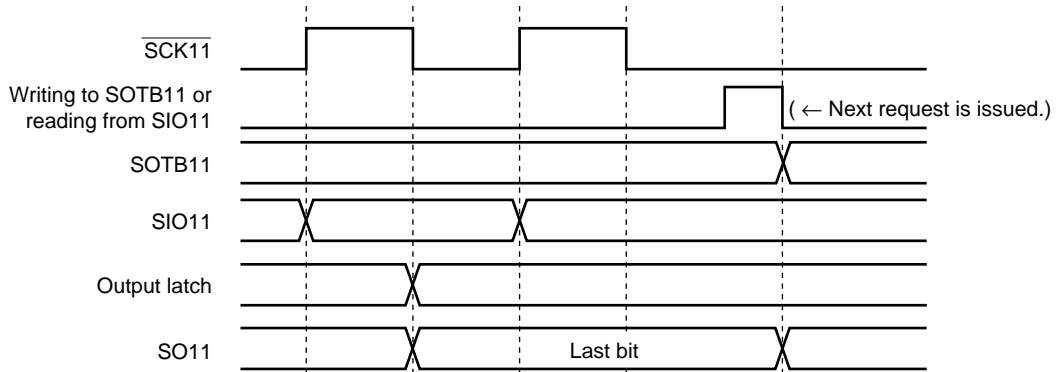 SCK11
Writing to SOTB11 or
reading from SIO11
( ← Next request is issued.)
SOTB11
SIO11
Output latch
SO11
Last bit